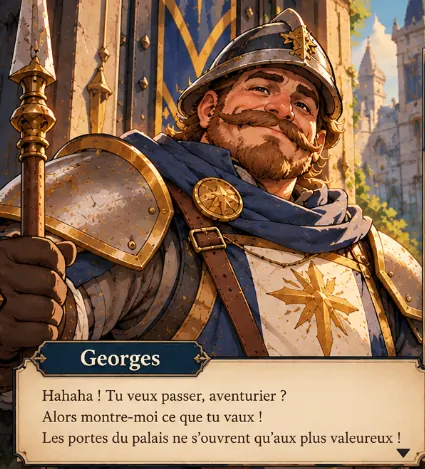 Georges
Hahaha ! Tu veux passer, aventurier ?
Alors montre-moi ce que tu vaux !
Les portes du palais ne s’ouvrent qu’aux plus valeureux !